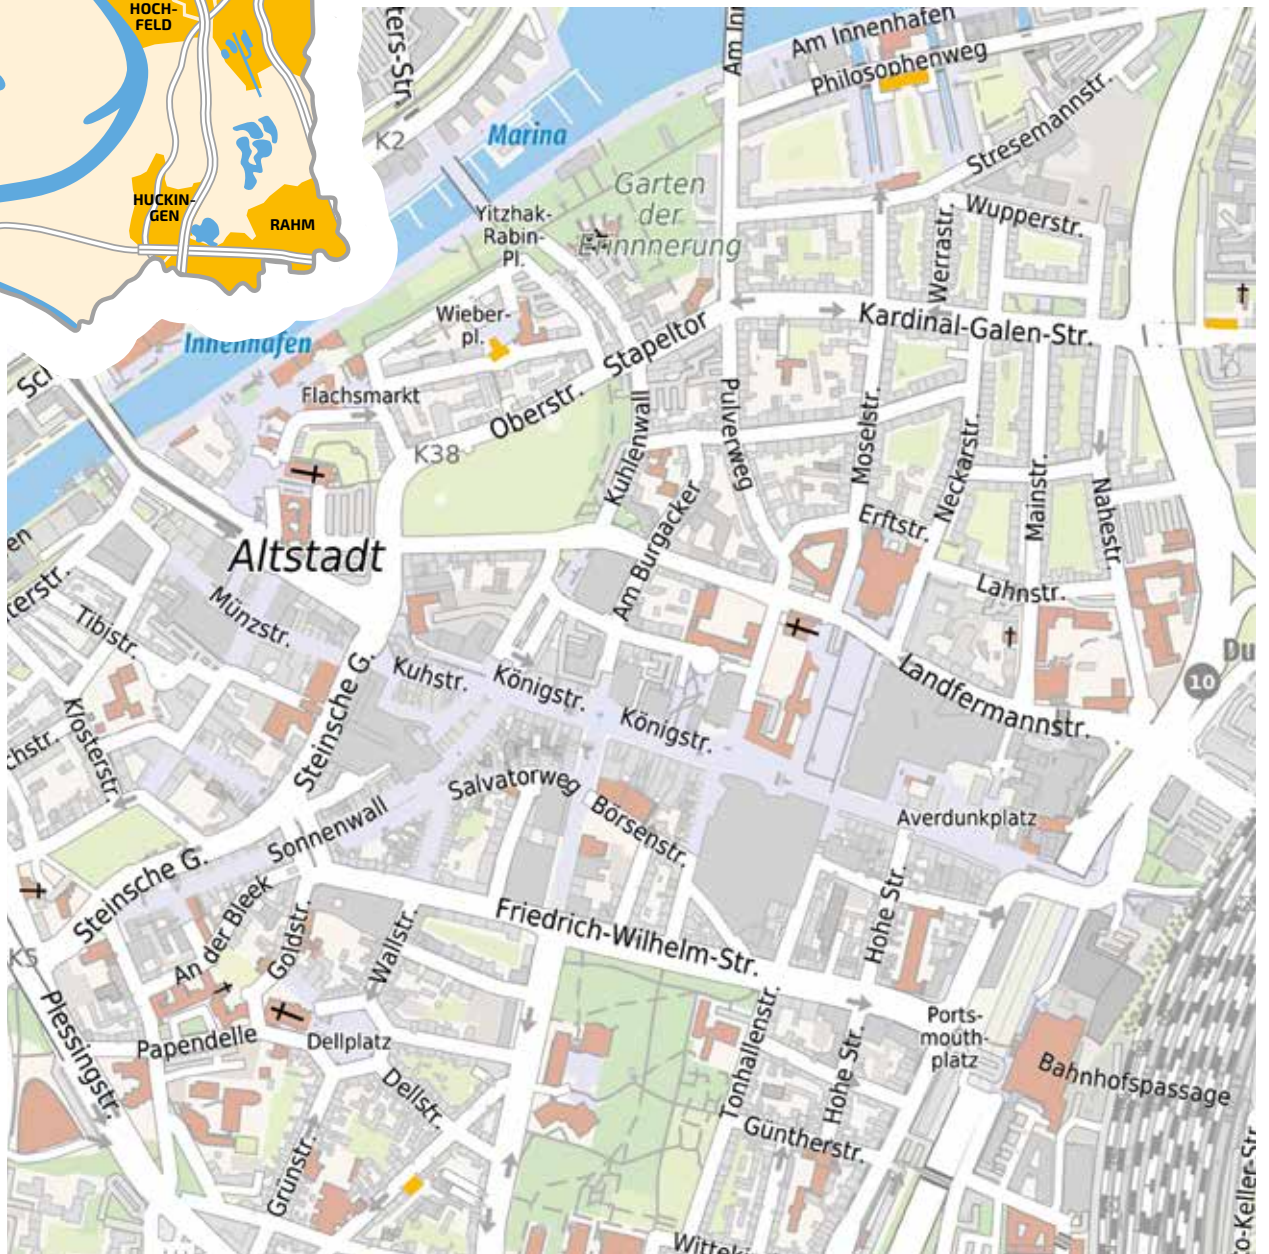 HOCH-
FELD
HUCKIN-
GEN
RAHM
K2
Marina
Am Innenhafen
Philosophenweg
Stresemannstr.
Garten
der
Erinnnerung
Yitzhak-
Rabin-
Pl.
Wupperstr.
Werrastr.
Wieber-
pl.
Innenhafen
Kardinal-Galen-Str.
Stapeltor
Flachsmarkt
Oberstr.
K38
Kuhlenwall
Pulverweg
Moselstr.
Neckarstr.
Mainstr.
Nahestr.
Am Burgacker
Erftstr.
Altstadt
Lahnstr.
Münzstr.
Tibistr.
Kuhstr.
Königstr.
Königstr.
Landfermannstr.
10
Du
Klosterstr.
Steinsche G.
Salvatorweg
Börsenstr.
Averdunkplatz
Sonnenwall
Steinsche G.
An der Bleek
Goldstr.
Wallstr.
Friedrich-Wilhelm-Str.
Hohe Str.
K5
Plessingstr.
Papendelle
Dellplatz
Dellstr.
Grünstr.
Tonhallenstr.
Hohe Str.
Güntherstr.
Ports-
mouth-
platz
Bahnhofspassage